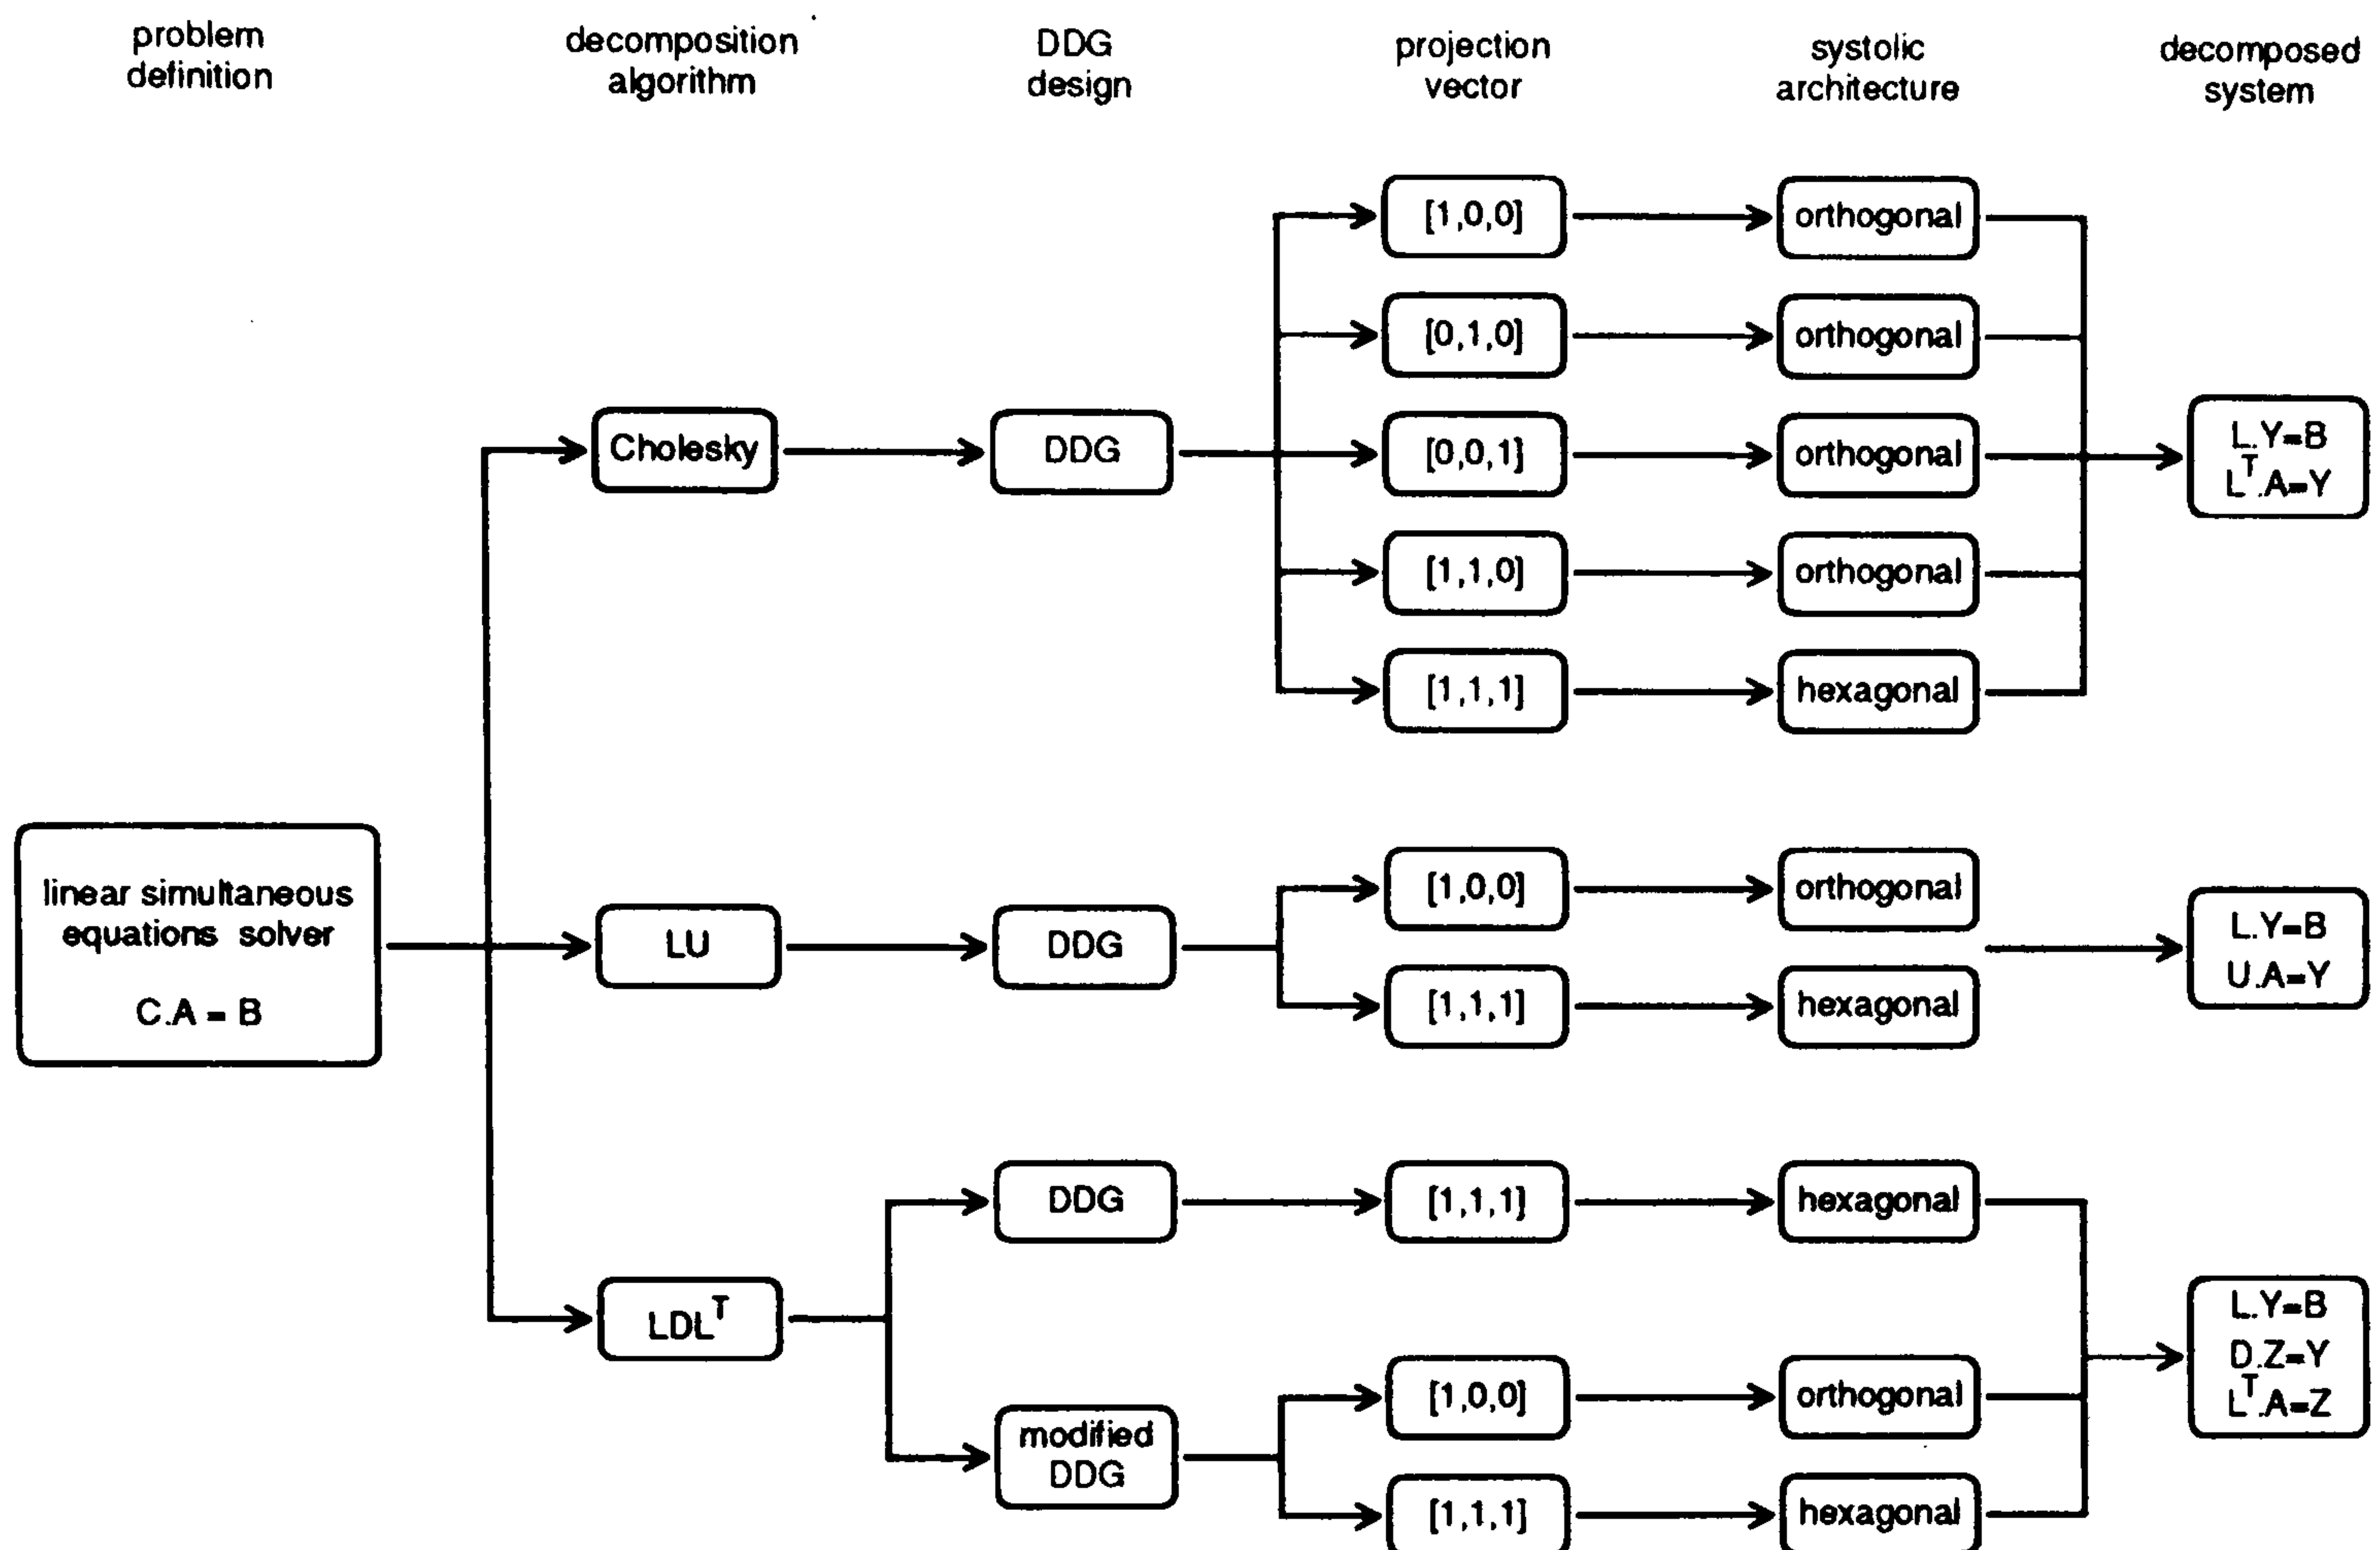 problem
definition
decomposition
algorithm
DDG
design
projection
vector
systolic
architecture
decomposed
system
linear simultaneous
equations solver
C.A = B
Cholesky
DDG
[1,0,0]
orthogonal
[0,1,0]
orthogonal
[0,0,1]
orthogonal
[1,1,0]
orthogonal
[1,1,1]
hexagonal
L.Y=B
L^T.A=Y
LU
DDG
[1,0,0]
orthogonal
[1,1,1]
hexagonal
L.Y=B
U.A=Y
LDL^T
DDG
[1,1,1]
hexagonal
modified
DDG
[1,0,0]
orthogonal
[1,1,1]
hexagonal
L.Y=B
D.Z=Y
L^T.A=Z